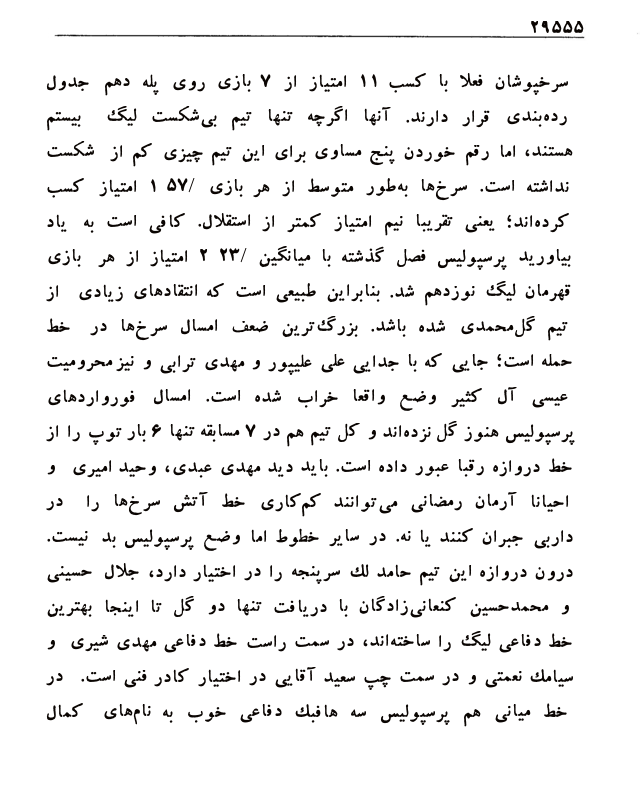 ۲۹۵۵۵
سرخپوشان فعلا با کسب ۱۱ امتیاز از ۷ بازی روی پله دهم جدول
رده‌بندی قرار دارند. آنها اگرچه تنها تیم بی‌شکست لیگ بیستم
هستند، اما رقم خوردن پنج مساوی برای این تیم چیزی کم از شکست
نداشته است. سرخ‌ها به‌طور متوسط از هر بازی /۵۷ ۱ امتیاز کسب
کرده‌اند؛ یعنی تقریبا نیم امتیاز کمتر از استقلال. کافی است به یاد
بیاورید پرسپولیس فصل گذشته با میانگین /۲۳ ۲ امتیاز از هر بازی
قهرمان لیگ نوزدهم شد. بنابراین طبیعی است که انتقادهای زیادی از
تیم گل‌محمدی شده باشد. بزرگ‌ترین ضعف امسال سرخ‌ها در خط
حمله است؛ جایی که با جدایی علی علیپور و مهدی ترابی و نیز محرومیت
عیسی آل کثیر وضع واقعا خراب شده است. امسال فورواردهای
پرسپولیس هنوز گل نزده‌اند و کل تیم هم در ۷ مسابقه تنها ۶ بار توپ را از
خط دروازه رقبا عبور داده است. باید دید مهدی عبدی، وحید امیری و
احیانا آرمان رمضانی می‌توانند کم‌کاری خط آتش سرخ‌ها را در
داربی جبران کنند یا نه. در سایر خطوط اما وضع پرسپولیس بد نیست.
درون دروازه این تیم حامد لك سرپنجه را در اختیار دارد، جلال حسینی
و محمدحسین کنعانی‌زادگان با دریافت تنها دو گل تا اینجا بهترین
خط دفاعی لیگ را ساخته‌اند، در سمت راست خط دفاعی مهدی شیری و
سیامك نعمتی و در سمت چپ سعید آقایی در اختیار کادر فنی است. در
خط میانی هم پرسپولیس سه هافبك دفاعی خوب به نام‌های کمال